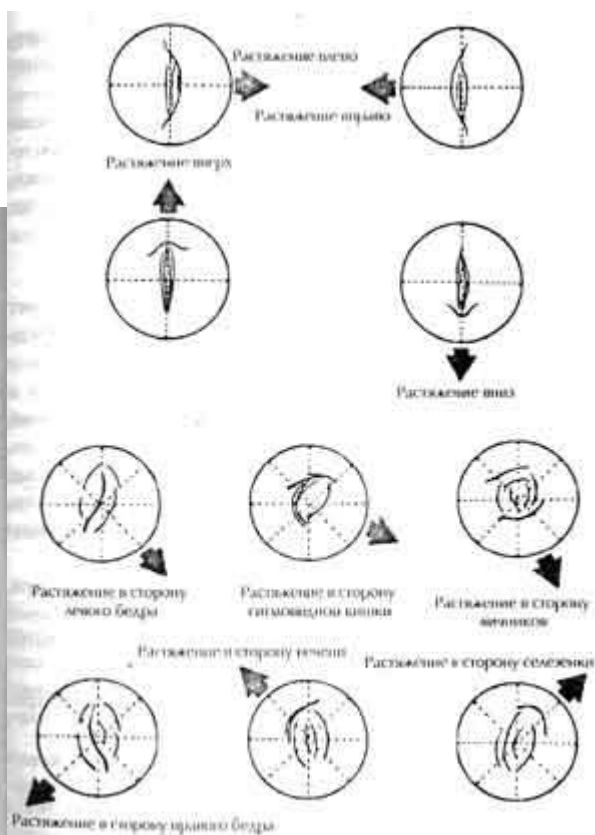 Растяжение влево
Растяжение вправо
Растяжение вверх
Растяжение вниз
Растяжение в сторону
левого бедра
Растяжение в сторону
сигмовидной кишки
Растяжение в сторону
яичников
Растяжение в сторону печени
Растяжение в сторону селезенки
Растяжение в сторону правого бедра